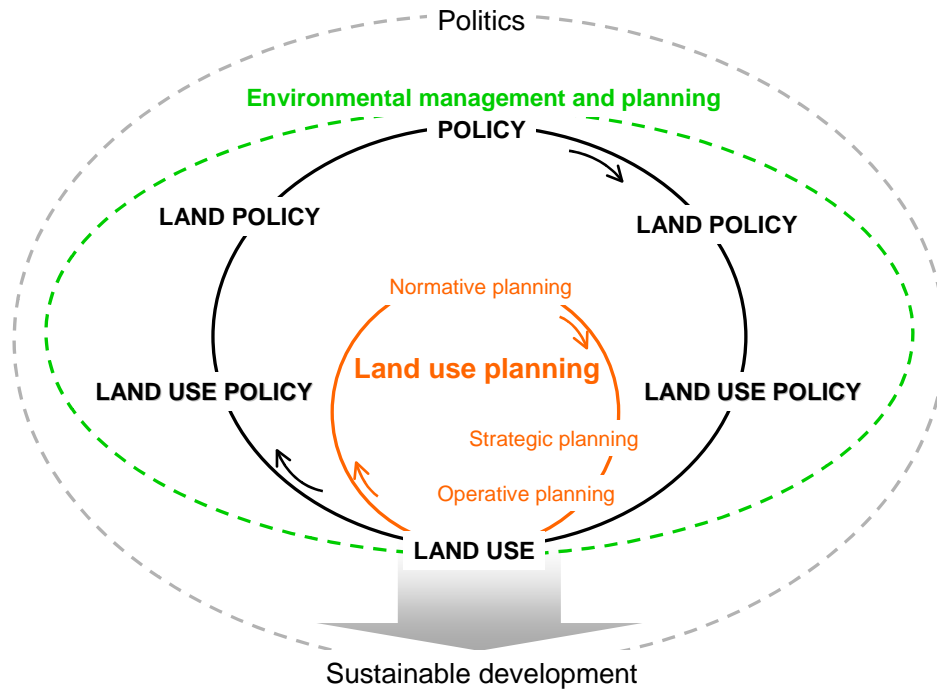 Politics
Environmental management and planning
POLICY
LAND POLICY
LAND POLICY
Normative planning
Land use planning
LAND USE POLICY
LAND USE POLICY
Strategic planning
Operative planning
LAND USE
Sustainable development